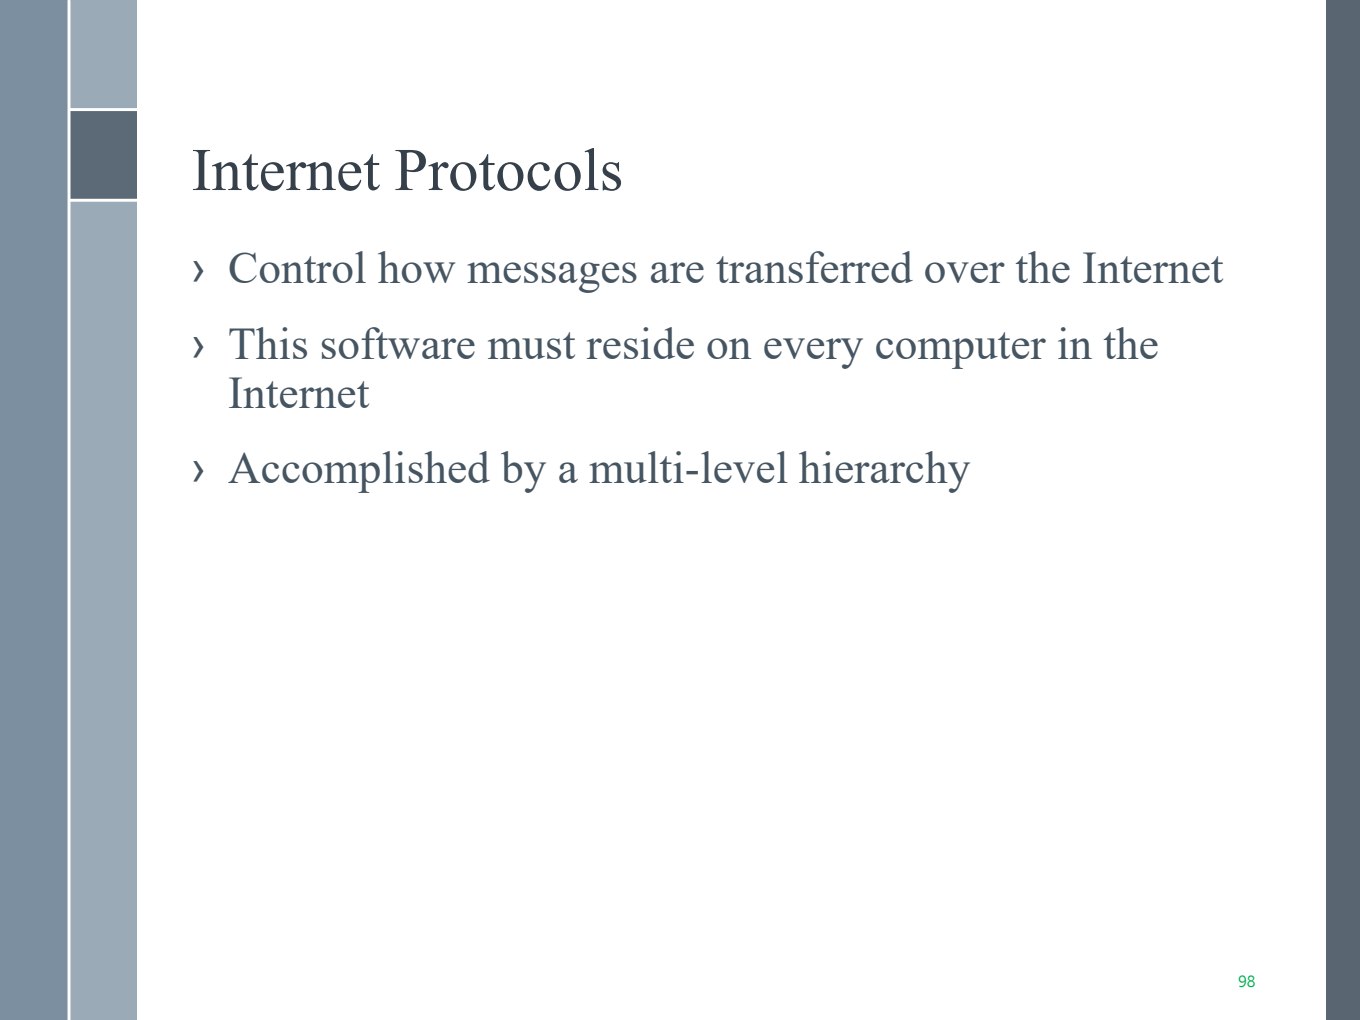 Internet Protocols
› Control how messages are transferred over the Internet
› This software must reside on every computer in the
Internet
› Accomplished by a multi-level hierarchy
98